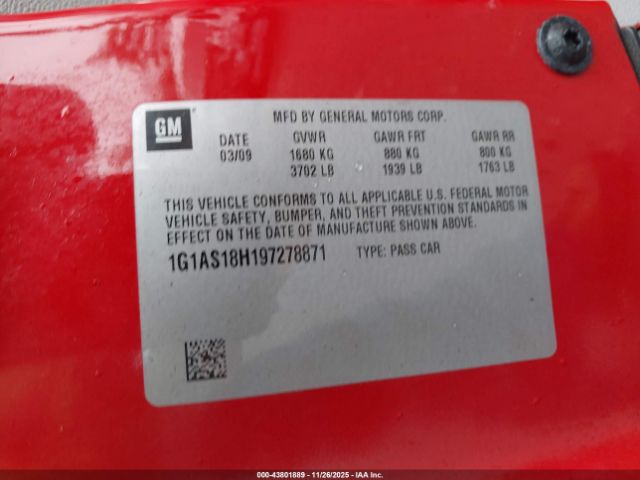 GM
MFD BY GENERAL MOTORS CORP.
DATE GVWR GAWR FRT GAWR RR
03/09 1680 KG 880 KG 800 KG
3702 LB 1939 LB 1763 LB
THIS VEHICLE CONFORMS TO ALL APPLICABLE U.S. FEDERAL MOTOR
VEHICLE SAFETY, BUMPER, AND THEFT PREVENTION STANDARDS IN
EFFECT ON THE DATE OF MANUFACTURE SHOWN ABOVE.
1G1AS18H197278871 TYPE: PASS CAR
000-43801889 - 11/26/2025 - IAA Inc.